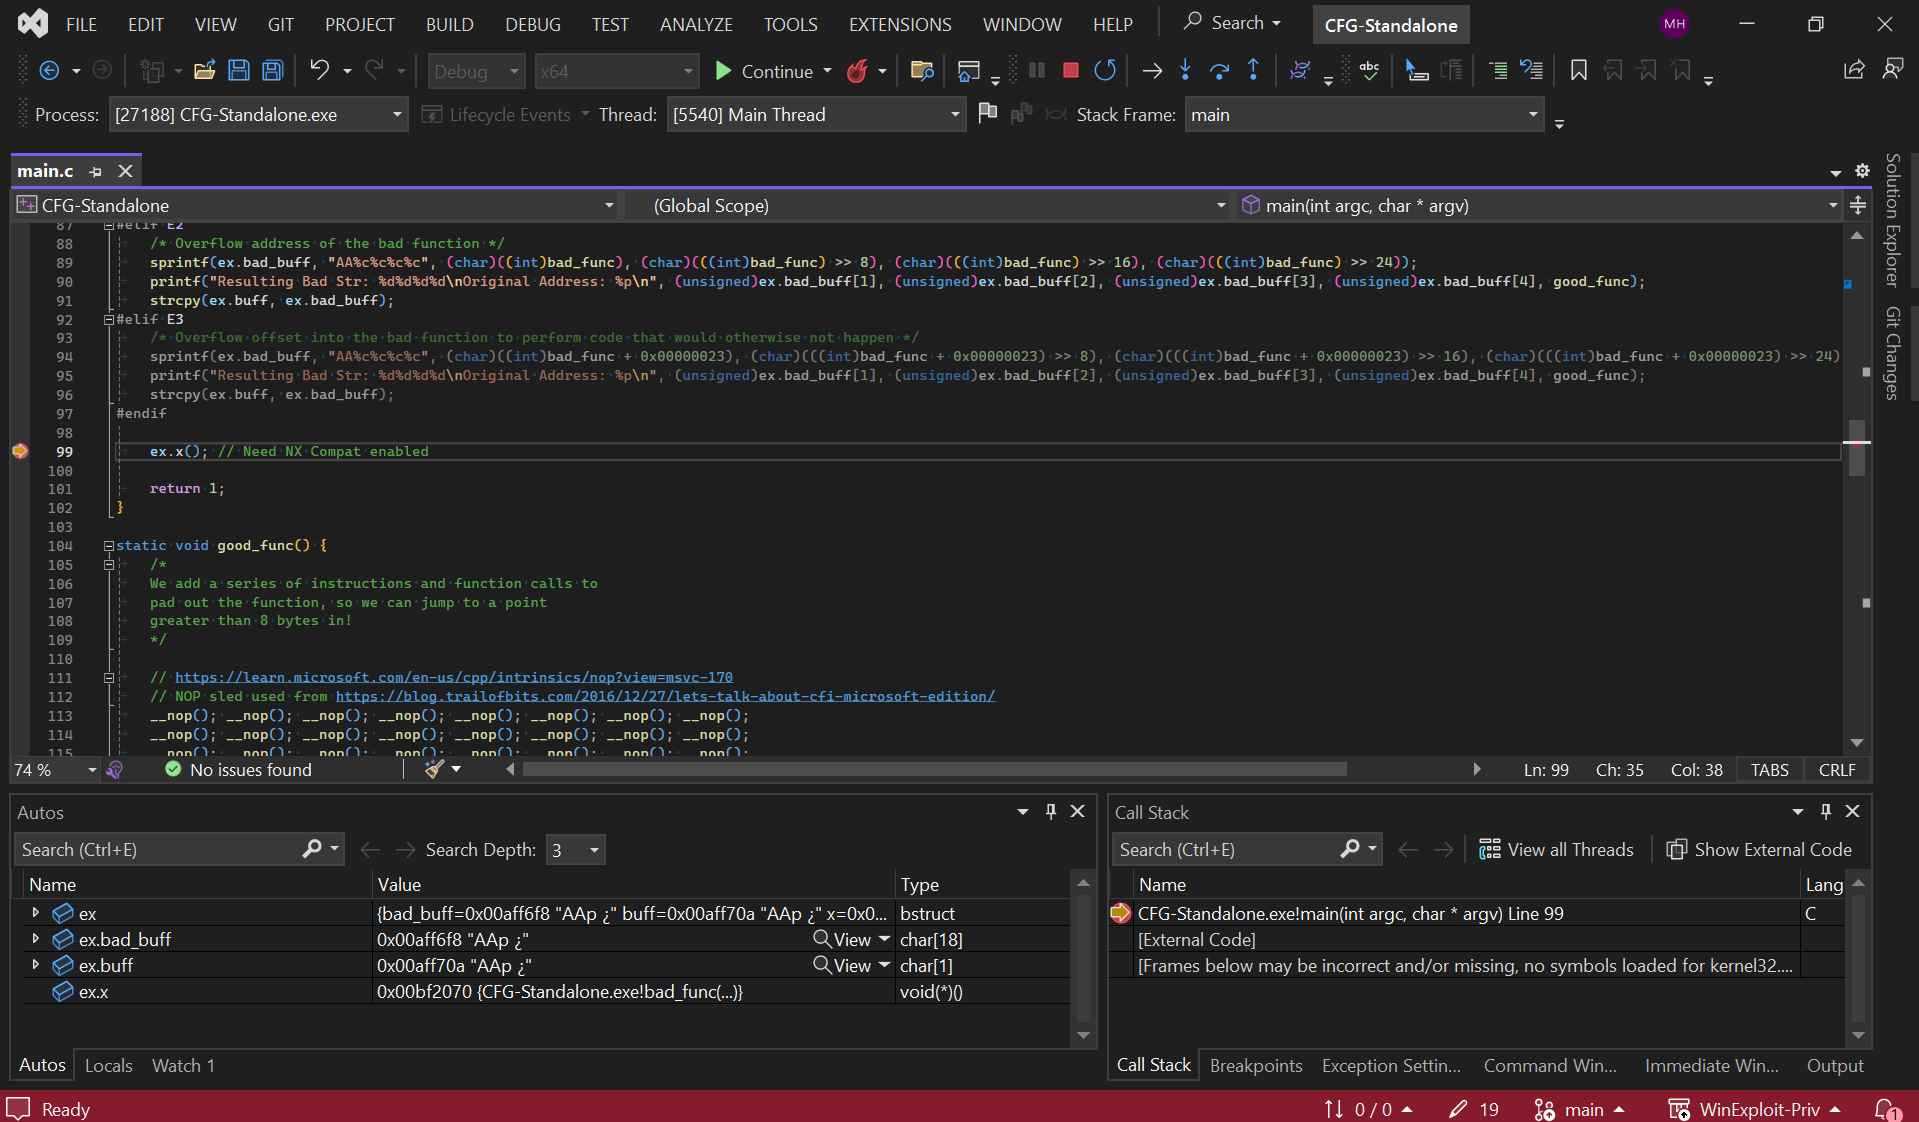 FILE EDIT VIEW GIT PROJECT BUILD DEBUG TEST ANALYZE TOOLS EXTENSIONS WINDOW HELP Search CFG-Standalone MH
Debug x64 Continue abc
Process: [27188] CFG-Standalone.exe Lifecycle Events Thread: [5540] Main Thread Stack Frame: main
main.c
CFG-Standalone (Global Scope) main(int argc, char * argv)
87 #elif E2
88 /* Overflow address of the bad function */
89 sprintf(ex.bad_buff, "AA%c%c%c%c", (char)((int)bad_func), (char)(((int)bad_func) >> 8), (char)(((int)bad_func) >> 16), (char)(((int)bad_func) >> 24));
90 printf("Resulting Bad Str: %d%d%d%d\nOriginal Address: %p\n", (unsigned)ex.bad_buff[1], (unsigned)ex.bad_buff[2], (unsigned)ex.bad_buff[3], (unsigned)ex.bad_buff[4], good_func);
91 strcpy(ex.buff, ex.bad_buff);
92 #elif E3
93 /* Overflow offset into the bad function to perform code that would otherwise not happen */
94 sprintf(ex.bad_buff, "AA%c%c%c%c", (char)((int)bad_func + 0x00000023), (char)(((int)bad_func + 0x00000023) >> 8), (char)(((int)bad_func + 0x00000023) >> 16), (char)(((int)bad_func + 0x00000023) >> 24)
95 printf("Resulting Bad Str: %d%d%d%d\nOriginal Address: %p\n", (unsigned)ex.bad_buff[1], (unsigned)ex.bad_buff[2], (unsigned)ex.bad_buff[3], (unsigned)ex.bad_buff[4], good_func);
96 strcpy(ex.buff, ex.bad_buff);
97 #endif
98
99 ex.x(); // Need NX Compat enabled
100
101 return 1;
102 }
103
104 static void good_func() {
105 /*
106 We add a series of instructions and function calls to
107 pad out the function, so we can jump to a point
108 greater than 8 bytes in!
109 */
110
111 // https://learn.microsoft.com/en-us/cpp/intrinsics/nop?view=msvc-170
112 // NOP sled used from https://blog.trailofbits.com/2016/12/27/lets-talk-about-cfi-microsoft-edition/
113 __nop(); __nop(); __nop(); __nop(); __nop(); __nop(); __nop(); __nop();
114 __nop(); __nop(); __nop(); __nop(); __nop(); __nop(); __nop(); __nop();
115 __nop(); __nop(); __nop(); __nop(); __nop(); __nop(); __nop(); __nop();
Solution Explorer
Git Changes
74 % No issues found Ln: 99 Ch: 35 Col: 38 TABS CRLF
Autos
Search (Ctrl+E) Search Depth: 3
Name Value Type
ex {bad_buff=0x00aff6f8 "AAp ¿" buff=0x00aff70a "AAp ¿" x=0x0... bstruct
ex.bad_buff 0x00aff6f8 "AAp ¿" View char[18]
ex.buff 0x00aff70a "AAp ¿" View char[1]
ex.x 0x00bf2070 {CFG-Standalone.exe!bad_func(...)} void(*)()
Autos Locals Watch 1
Call Stack
Search (Ctrl+E) View all Threads Show External Code
Name Lang
CFG-Standalone.exe!main(int argc, char * argv) Line 99 C
[External Code]
[Frames below may be incorrect and/or missing, no symbols loaded for kernel32....
Call Stack Breakpoints Exception Settin... Command Win... Immediate Win... Output
Ready 0 / 0 19 main WinExploit-Priv 1